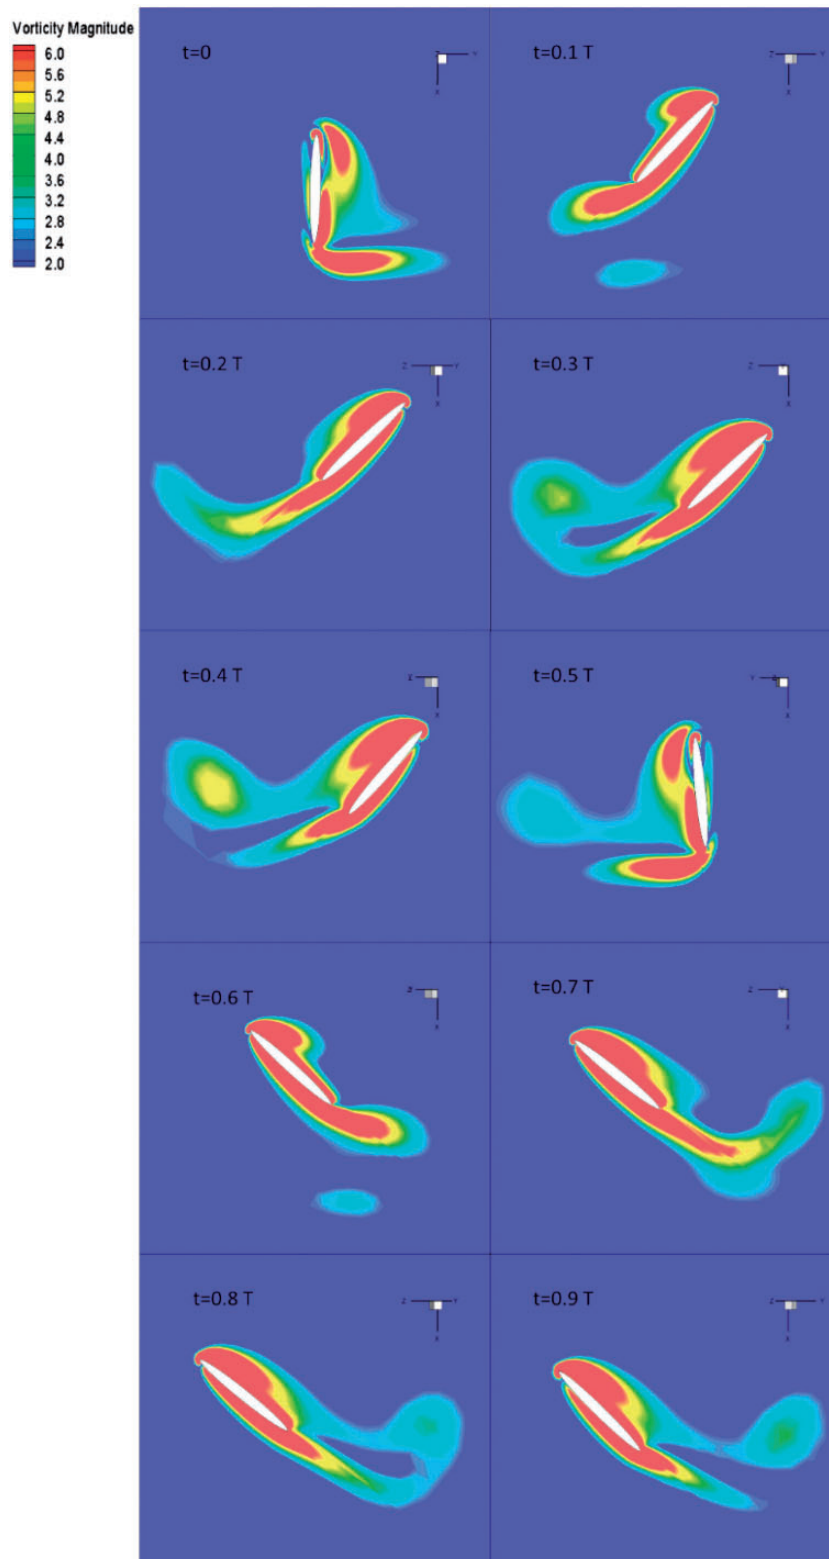 Vorticity Magnitude
6.0
5.6
5.2
4.8
4.4
4.0
3.6
3.2
2.8
2.4
2.0
t=0
Z Y
X
t=0.1 T
Z Y
X
t=0.2 T
Z Y
X
t=0.3 T
Z Y
X
t=0.4 T
Z
X
t=0.5 T
Y Z
X
t=0.6 T
Z
X
t=0.7 T
Z
X
t=0.8 T
Z Y
X
t=0.9 T
Z Y
X